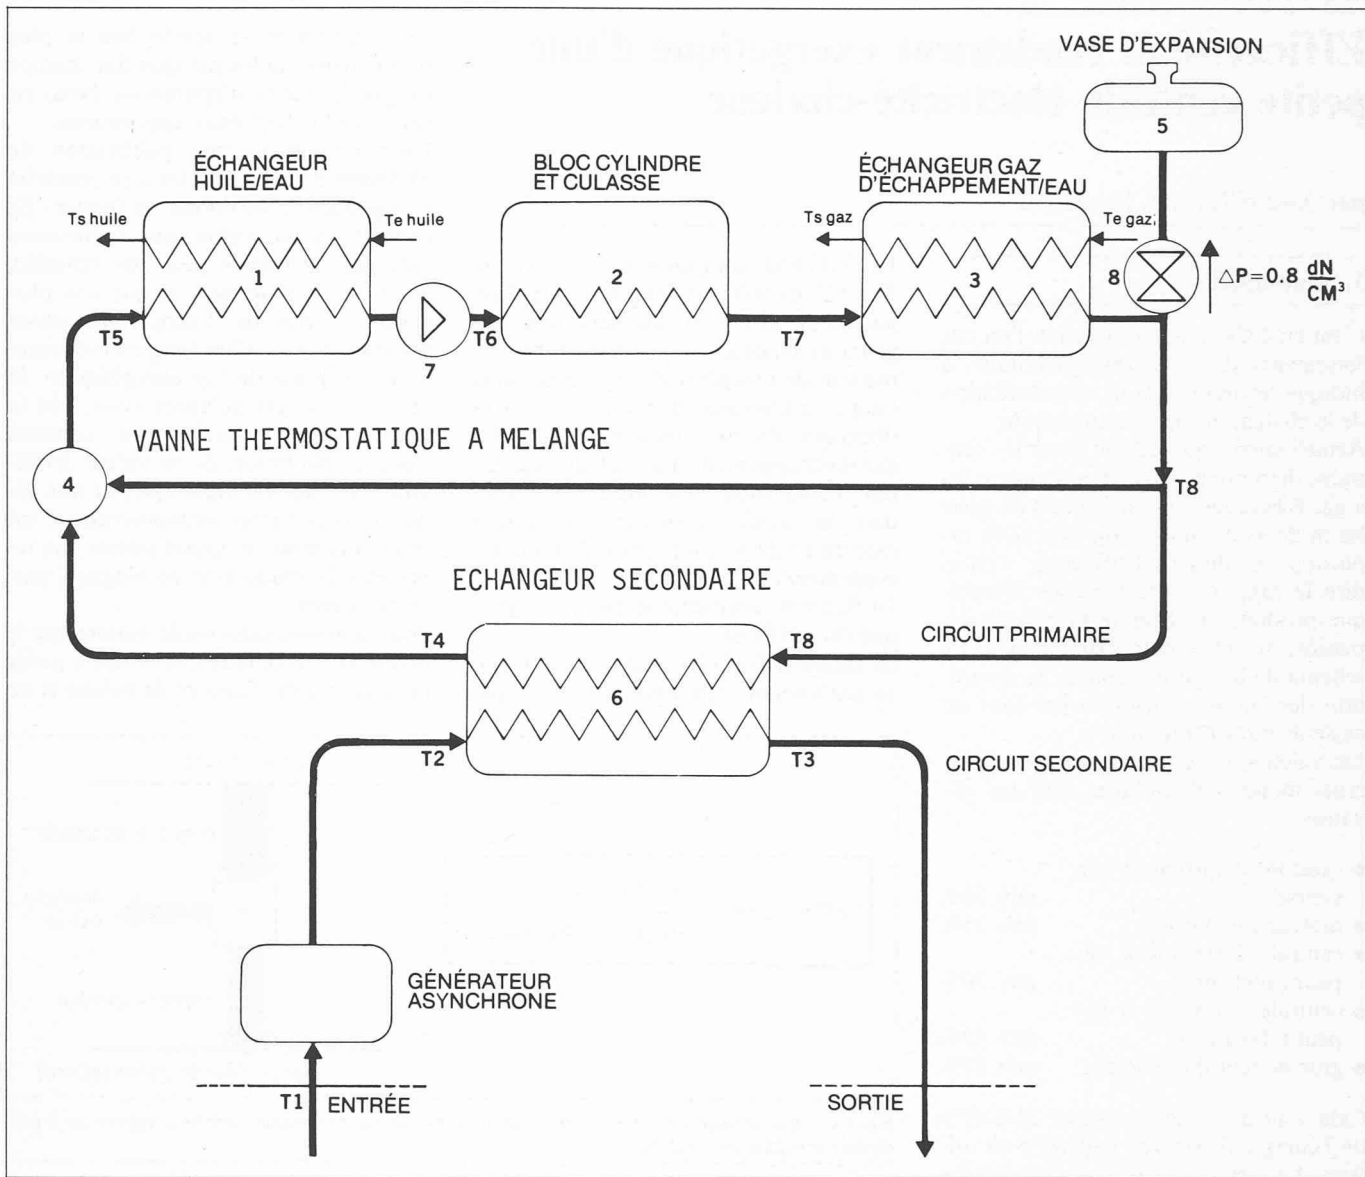 VASE D'EXPANSION
5
ÉCHANGEUR
HUILE/EAU
BLOC CYLINDRE
ET CULASSE
ÉCHANGEUR GAZ
D'ÉCHAPPEMENT/EAU
Ts huile
Te huile
Ts gaz
Te gaz
1
2
3
8
△P=0.8 dN/CM³
T5
T6
T7
7
VANNE THERMOSTATIQUE A MELANGE
4
T8
ECHANGEUR SECONDAIRE
T4
T8
CIRCUIT PRIMAIRE
6
T2
T3
CIRCUIT SECONDAIRE
GÉNÉRATEUR
ASYNCHRONE
T1
ENTRÉE
SORTIE